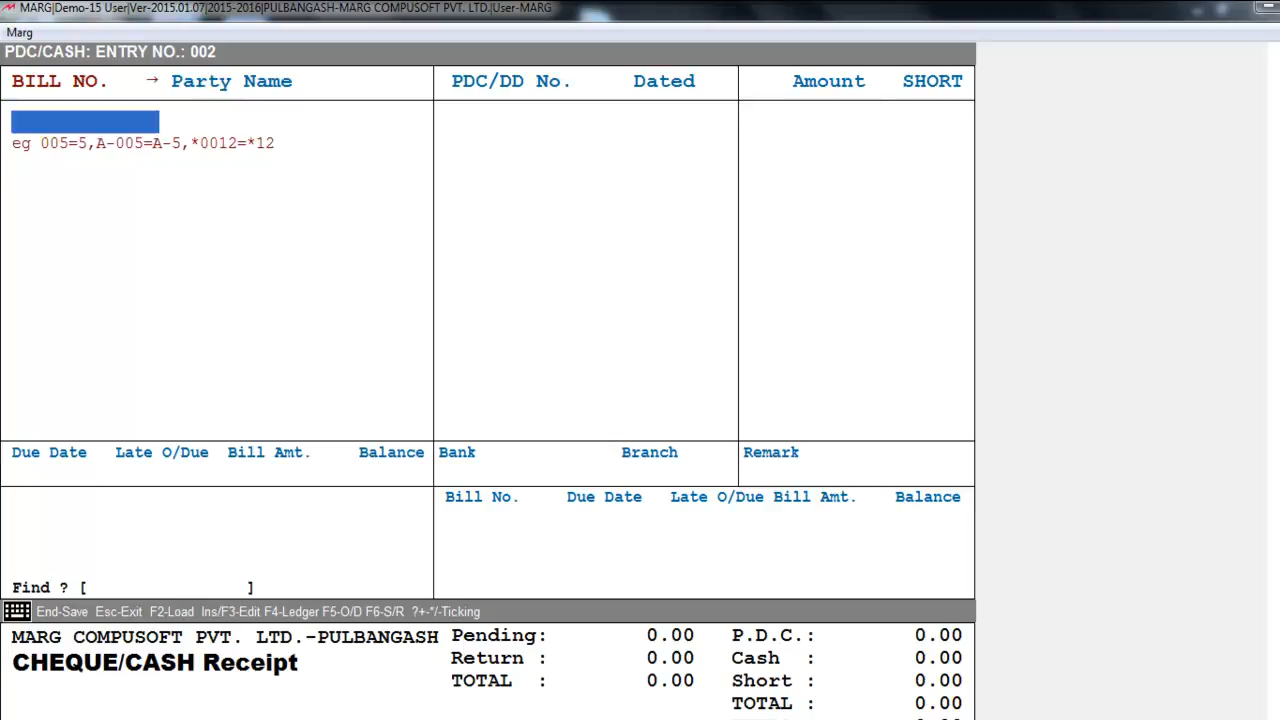 MARG|Demo-15 User|Ver-2015.01.07|2015-2016|PULBANGASH-MARG COMPUSOFT PVT. LTD.|User-MARG
Marg
PDC/CASH: ENTRY NO.: 002
BILL NO. → Party Name PDC/DD No. Dated Amount SHORT
eg 005=5,A-005=A-5,*0012=*12
Due Date Late O/Due Bill Amt. Balance Bank Branch Remark
Bill No. Due Date Late O/Due Bill Amt. Balance
Find ? [ ]
End-Save Esc-Exit F2-Load Ins/F3-Edit F4-Ledger F5-O/D F6-S/R ?+-*/-Ticking
MARG COMPUSOFT PVT. LTD.-PULBANGASH Pending: 0.00 P.D.C.: 0.00
CHEQUE/CASH Receipt Return : 0.00 Cash : 0.00
TOTAL : 0.00 Short : 0.00
TOTAL : 0.00